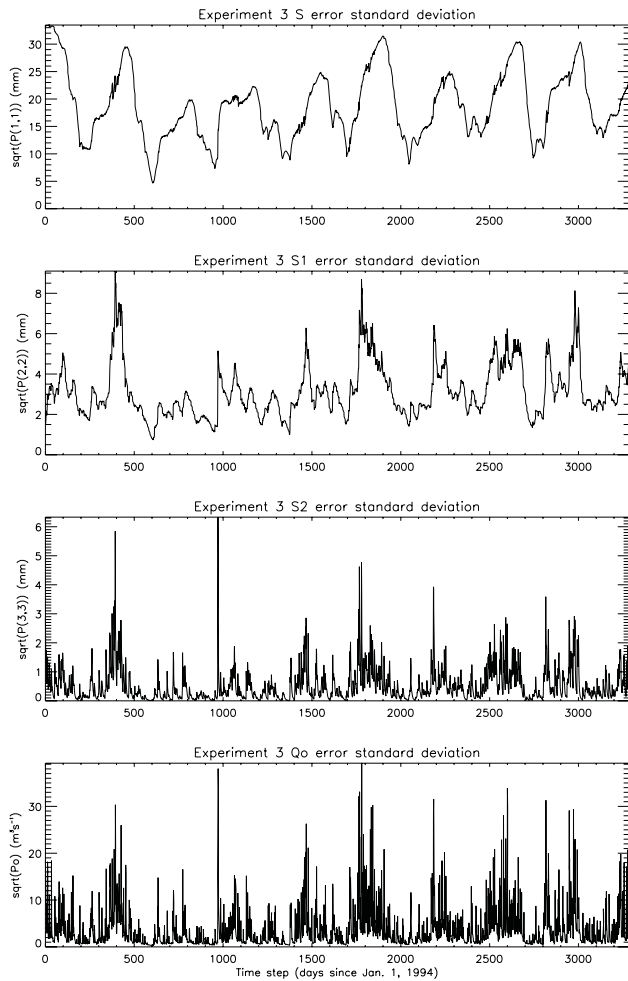 Experiment 3 S error standard deviation
sqrt(P(1,1)) (mm)
30
25
20
15
10
5
0
0 500 1000 1500 2000 2500 3000
Experiment 3 S1 error standard deviation
sqrt(P(2,2)) (mm)
8
6
4
2
0
0 500 1000 1500 2000 2500 3000
Experiment 3 S2 error standard deviation
sqrt(P(3,3)) (mm)
6
5
4
3
2
1
0
0 500 1000 1500 2000 2500 3000
Experiment 3 Qo error standard deviation
sqrt(Po) (m³s⁻¹)
30
20
10
0
0 500 1000 1500 2000 2500 3000
Time step (days since Jan. 1, 1994)